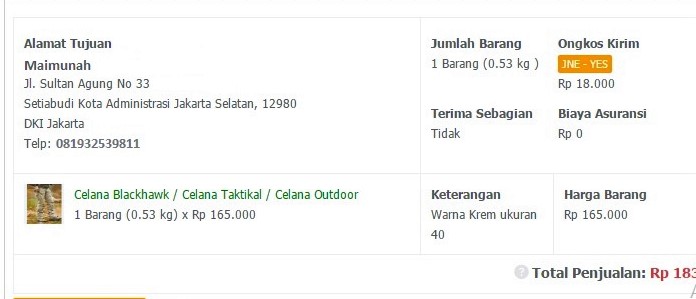 Alamat Tujuan
Maimunah
Jl. Sultan Agung No 33
Setiabudi Kota Administrasi Jakarta Selatan, 12980
DKI Jakarta
Telp: 081932539811
Jumlah Barang
1 Barang (0.53 kg )
Ongkos Kirim
JNE - YES
Rp 18.000
Terima Sebagian
Tidak
Biaya Asuransi
Rp 0
Celana Blackhawk / Celana Taktikal / Celana Outdoor
1 Barang (0.53 kg) x Rp 165.000
Keterangan
Warna Krem ukuran
40
Harga Barang
Rp 165.000
Total Penjualan: Rp 183